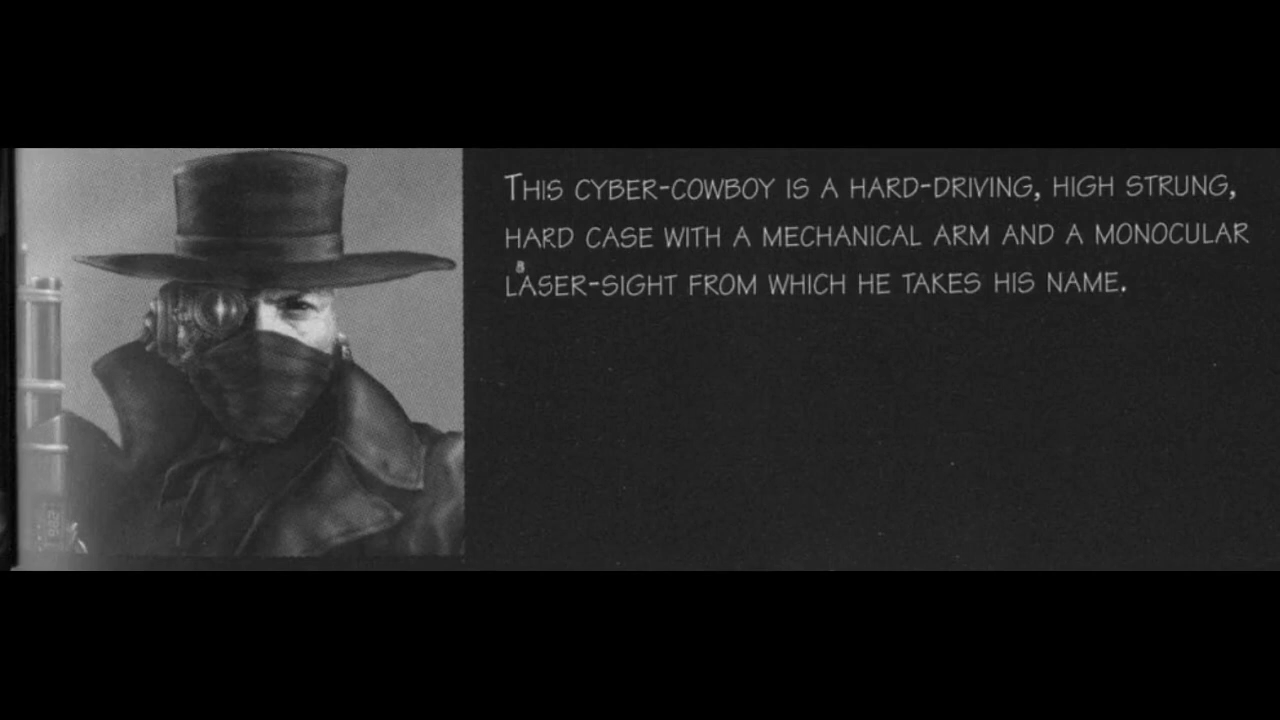 THIS CYBER-COWBOY IS A HARD-DRIVING, HIGH STRUNG,
HARD CASE WITH A MECHANICAL ARM AND A MONOCULAR
LASER-SIGHT FROM WHICH HE TAKES HIS NAME.